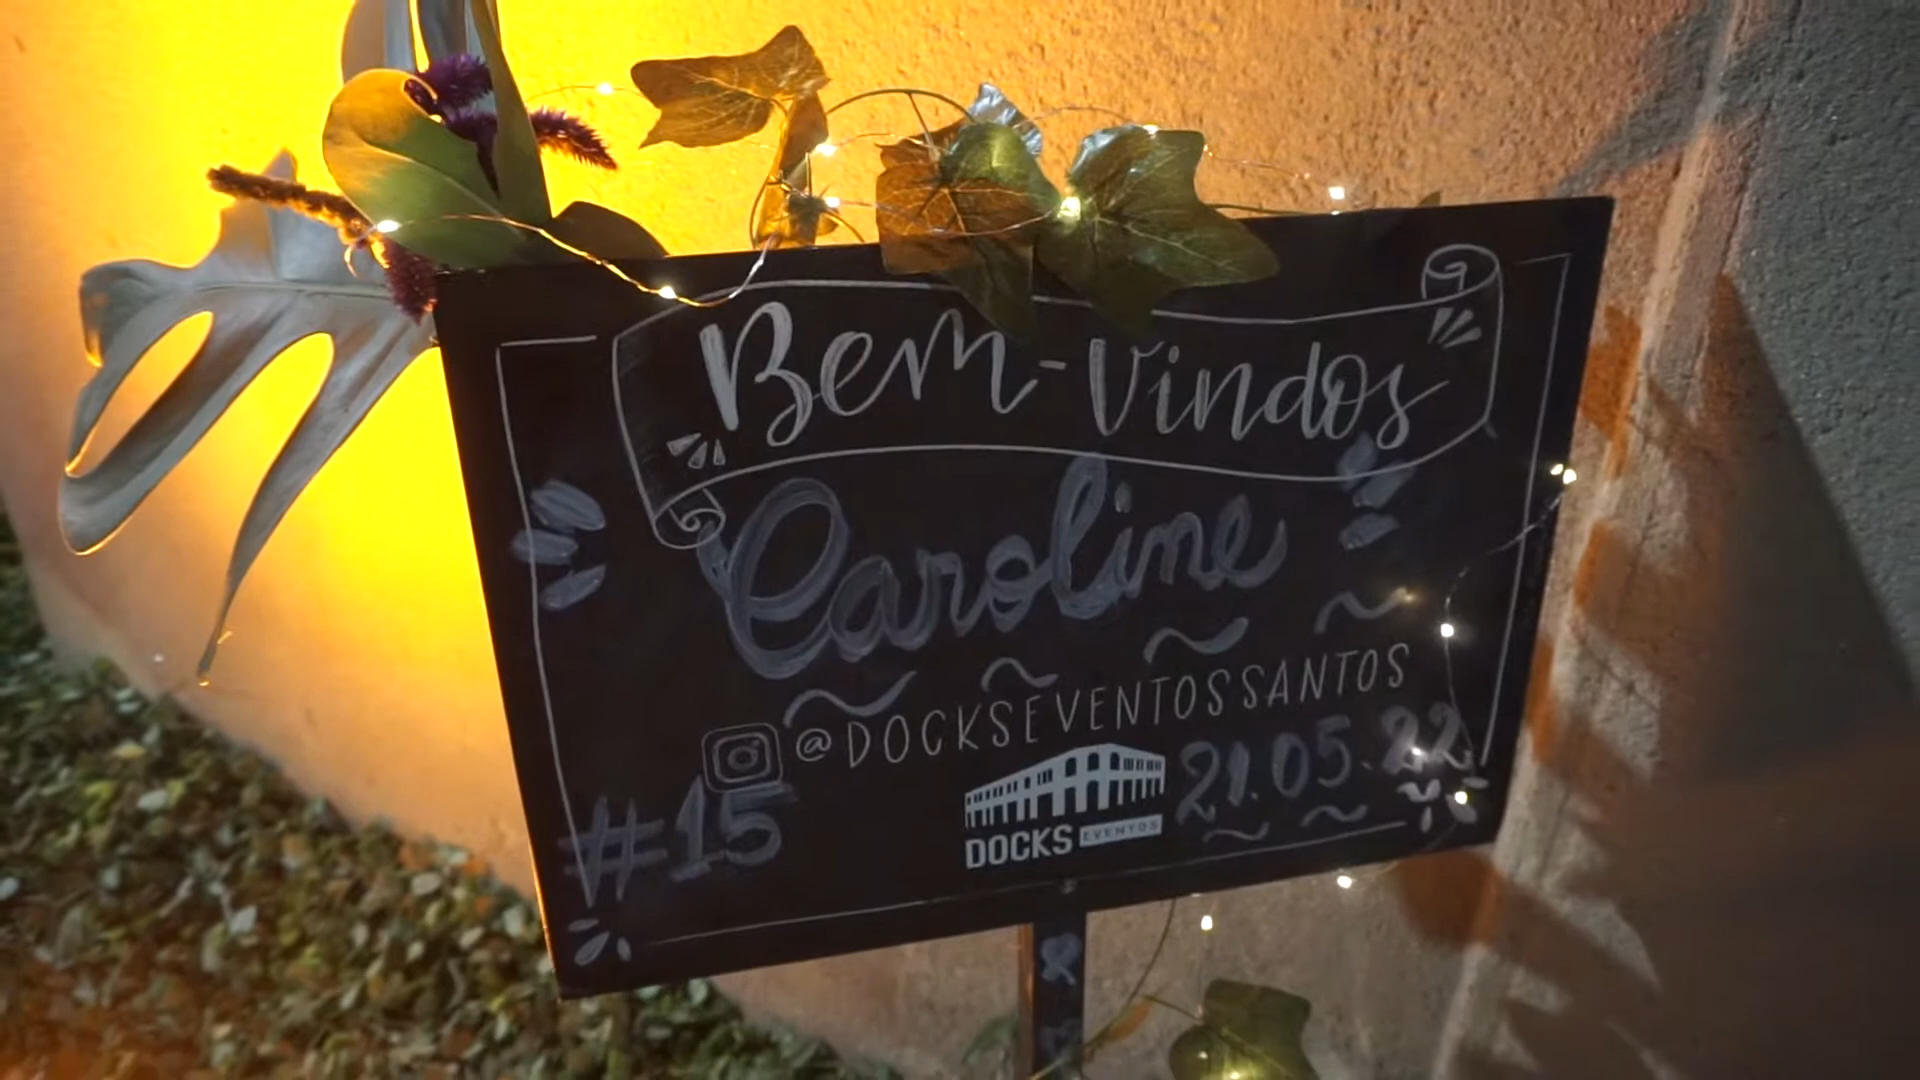 Bem-Vindos
Caroline
@DOCKSEVENTOSSANTOS
#15
DOCKS EVENTOS
21.05.22